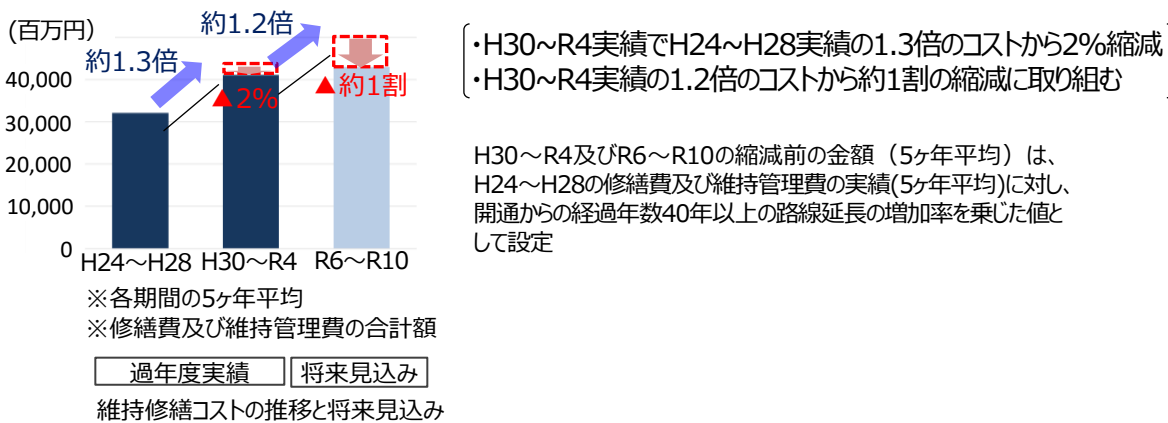 (百万円)
約1.2倍
約1.3倍
40,000
30,000
20,000
10,000
0
▲2%
▲約1割
H24～H28 H30～R4 R6～R10
※各期間の5ヶ年平均
※修繕費及び維持管理費の合計額
過年度実績 将来見込み
維持修繕コストの推移と将来見込み
・H30~R4実績でH24~H28実績の1.3倍のコストから2%縮減
・H30~R4実績の1.2倍のコストから約1割の縮減に取り組む
H30～R4及びR6～R10の縮減前の金額（5ヶ年平均）は、
H24～H28の修繕費及び維持管理費の実績(5ヶ年平均)に対し、
開通からの経過年数40年以上の路線延長の増加率を乗じた値と
して設定